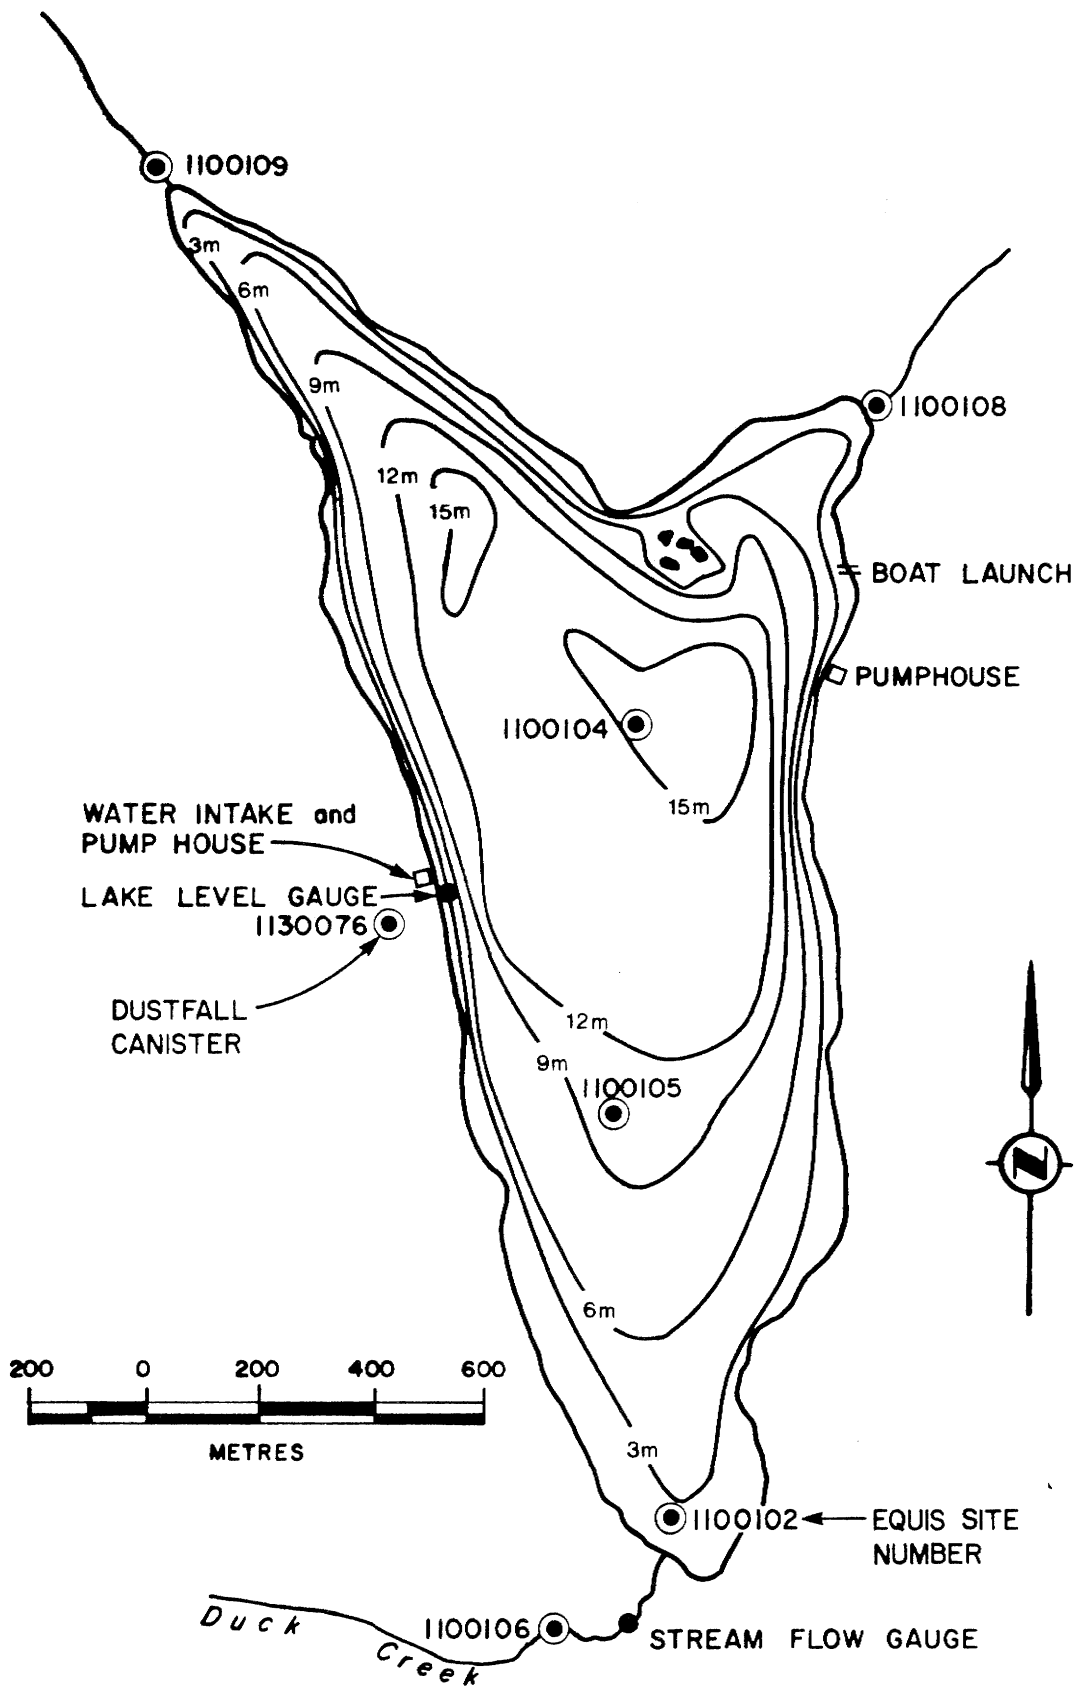 1100109
3m
6m
9m
1100108
12m
15m
BOAT LAUNCH
PUMPHOUSE
1100104
15m
WATER INTAKE and
PUMP HOUSE
LAKE LEVEL GAUGE
1130076
DUSTFALL
CANISTER
12m
9m
1100105
N
6m
200 0 200 400 600
METRES
3m
1100102
EQUIS SITE
NUMBER
Duck
Creek
1100106
STREAM FLOW GAUGE